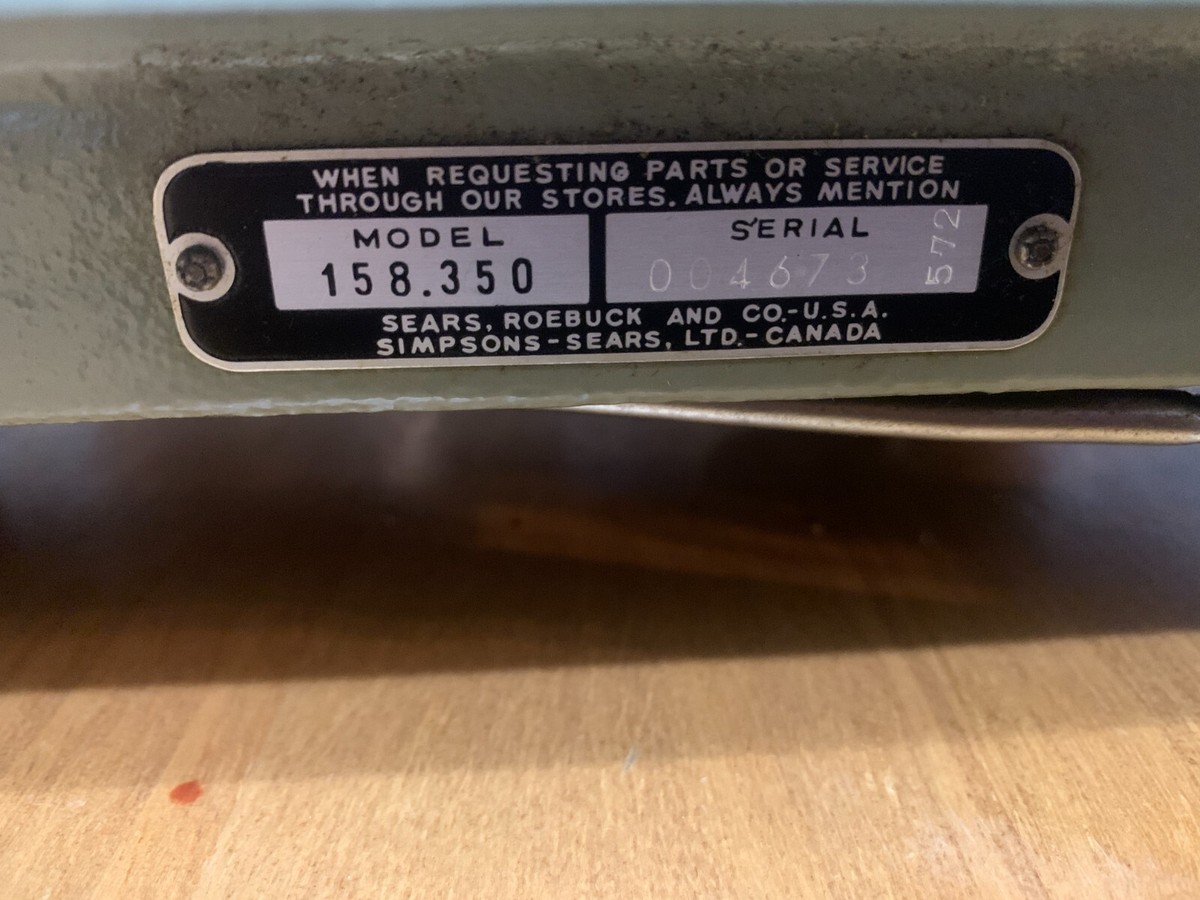 WHEN REQUESTING PARTS OR SERVICE
THROUGH OUR STORES. ALWAYS MENTION
MODEL
158.350
SERIAL
004673
572
SEARS, ROEBUCK AND CO.-U.S.A.
SIMPSONS-SEARS, LTD.-CANADA